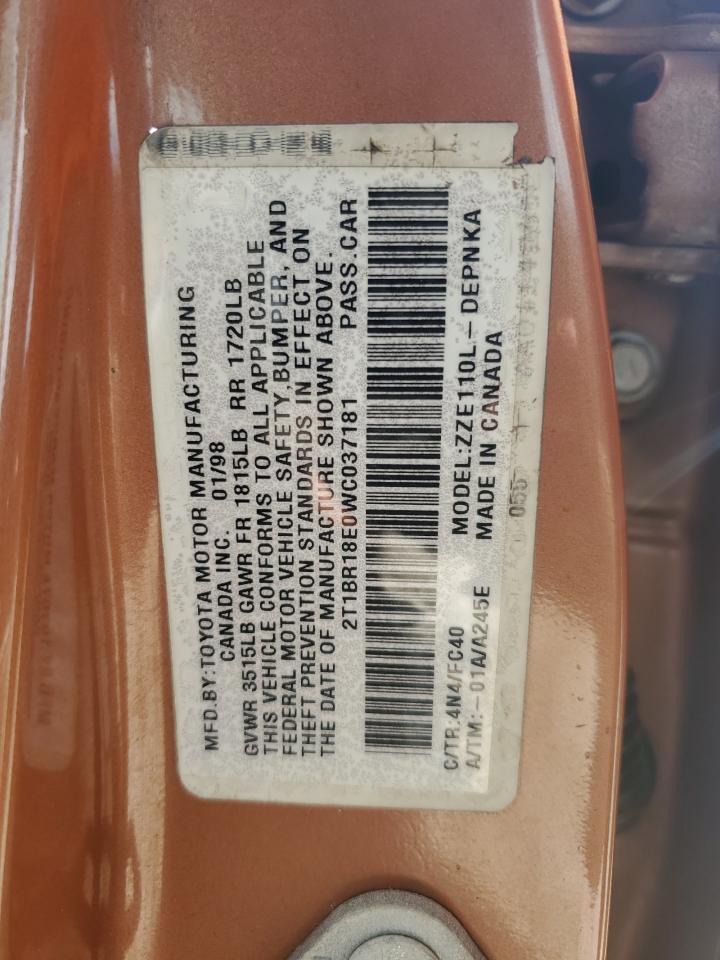 MFD.BY:TOYOTA MOTOR MANUFACTURING
CANADA INC. 01/98
GVWR 3515LB GAWR FR 1815LB RR 1720LB
THIS VEHICLE CONFORMS TO ALL APPLICABLE
FEDERAL MOTOR VEHICLE SAFETY,BUMPER, AND
THEFT PREVENTION STANDARDS IN EFFECT ON
THE DATE OF MANUFACTURE SHOWN ABOVE.
2T1BR18E0WC037181 PASS.CAR
C/TR:4N4/FC40 MODEL:ZZE110L-DEPNKA
A/TM:-01A/A245E MADE IN CANADA